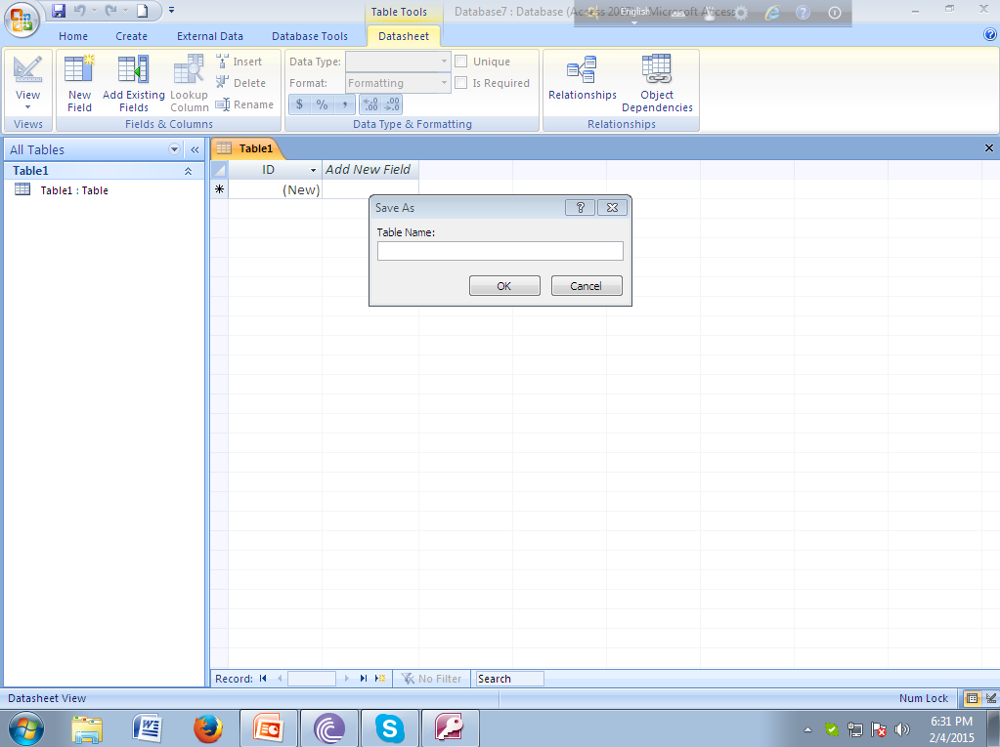 Table Tools
Database7 : Database (Access 20 Microsoft Access
English
Home Create External Data Database Tools Datasheet
View
New Field
Add Existing Fields
Lookup Column
Insert
Delete
Rename
Data Type:
Format: Formatting
$ % ,
Unique
Is Required
Relationships
Object Dependencies
Views
Fields & Columns
Data Type & Formatting
Relationships
All Tables
Table1
Table1 : Table
Table1
ID Add New Field
(New)
Save As
Table Name:
OK Cancel
Record: No Filter Search
Datasheet View Num Lock
6:31 PM
2/4/2015